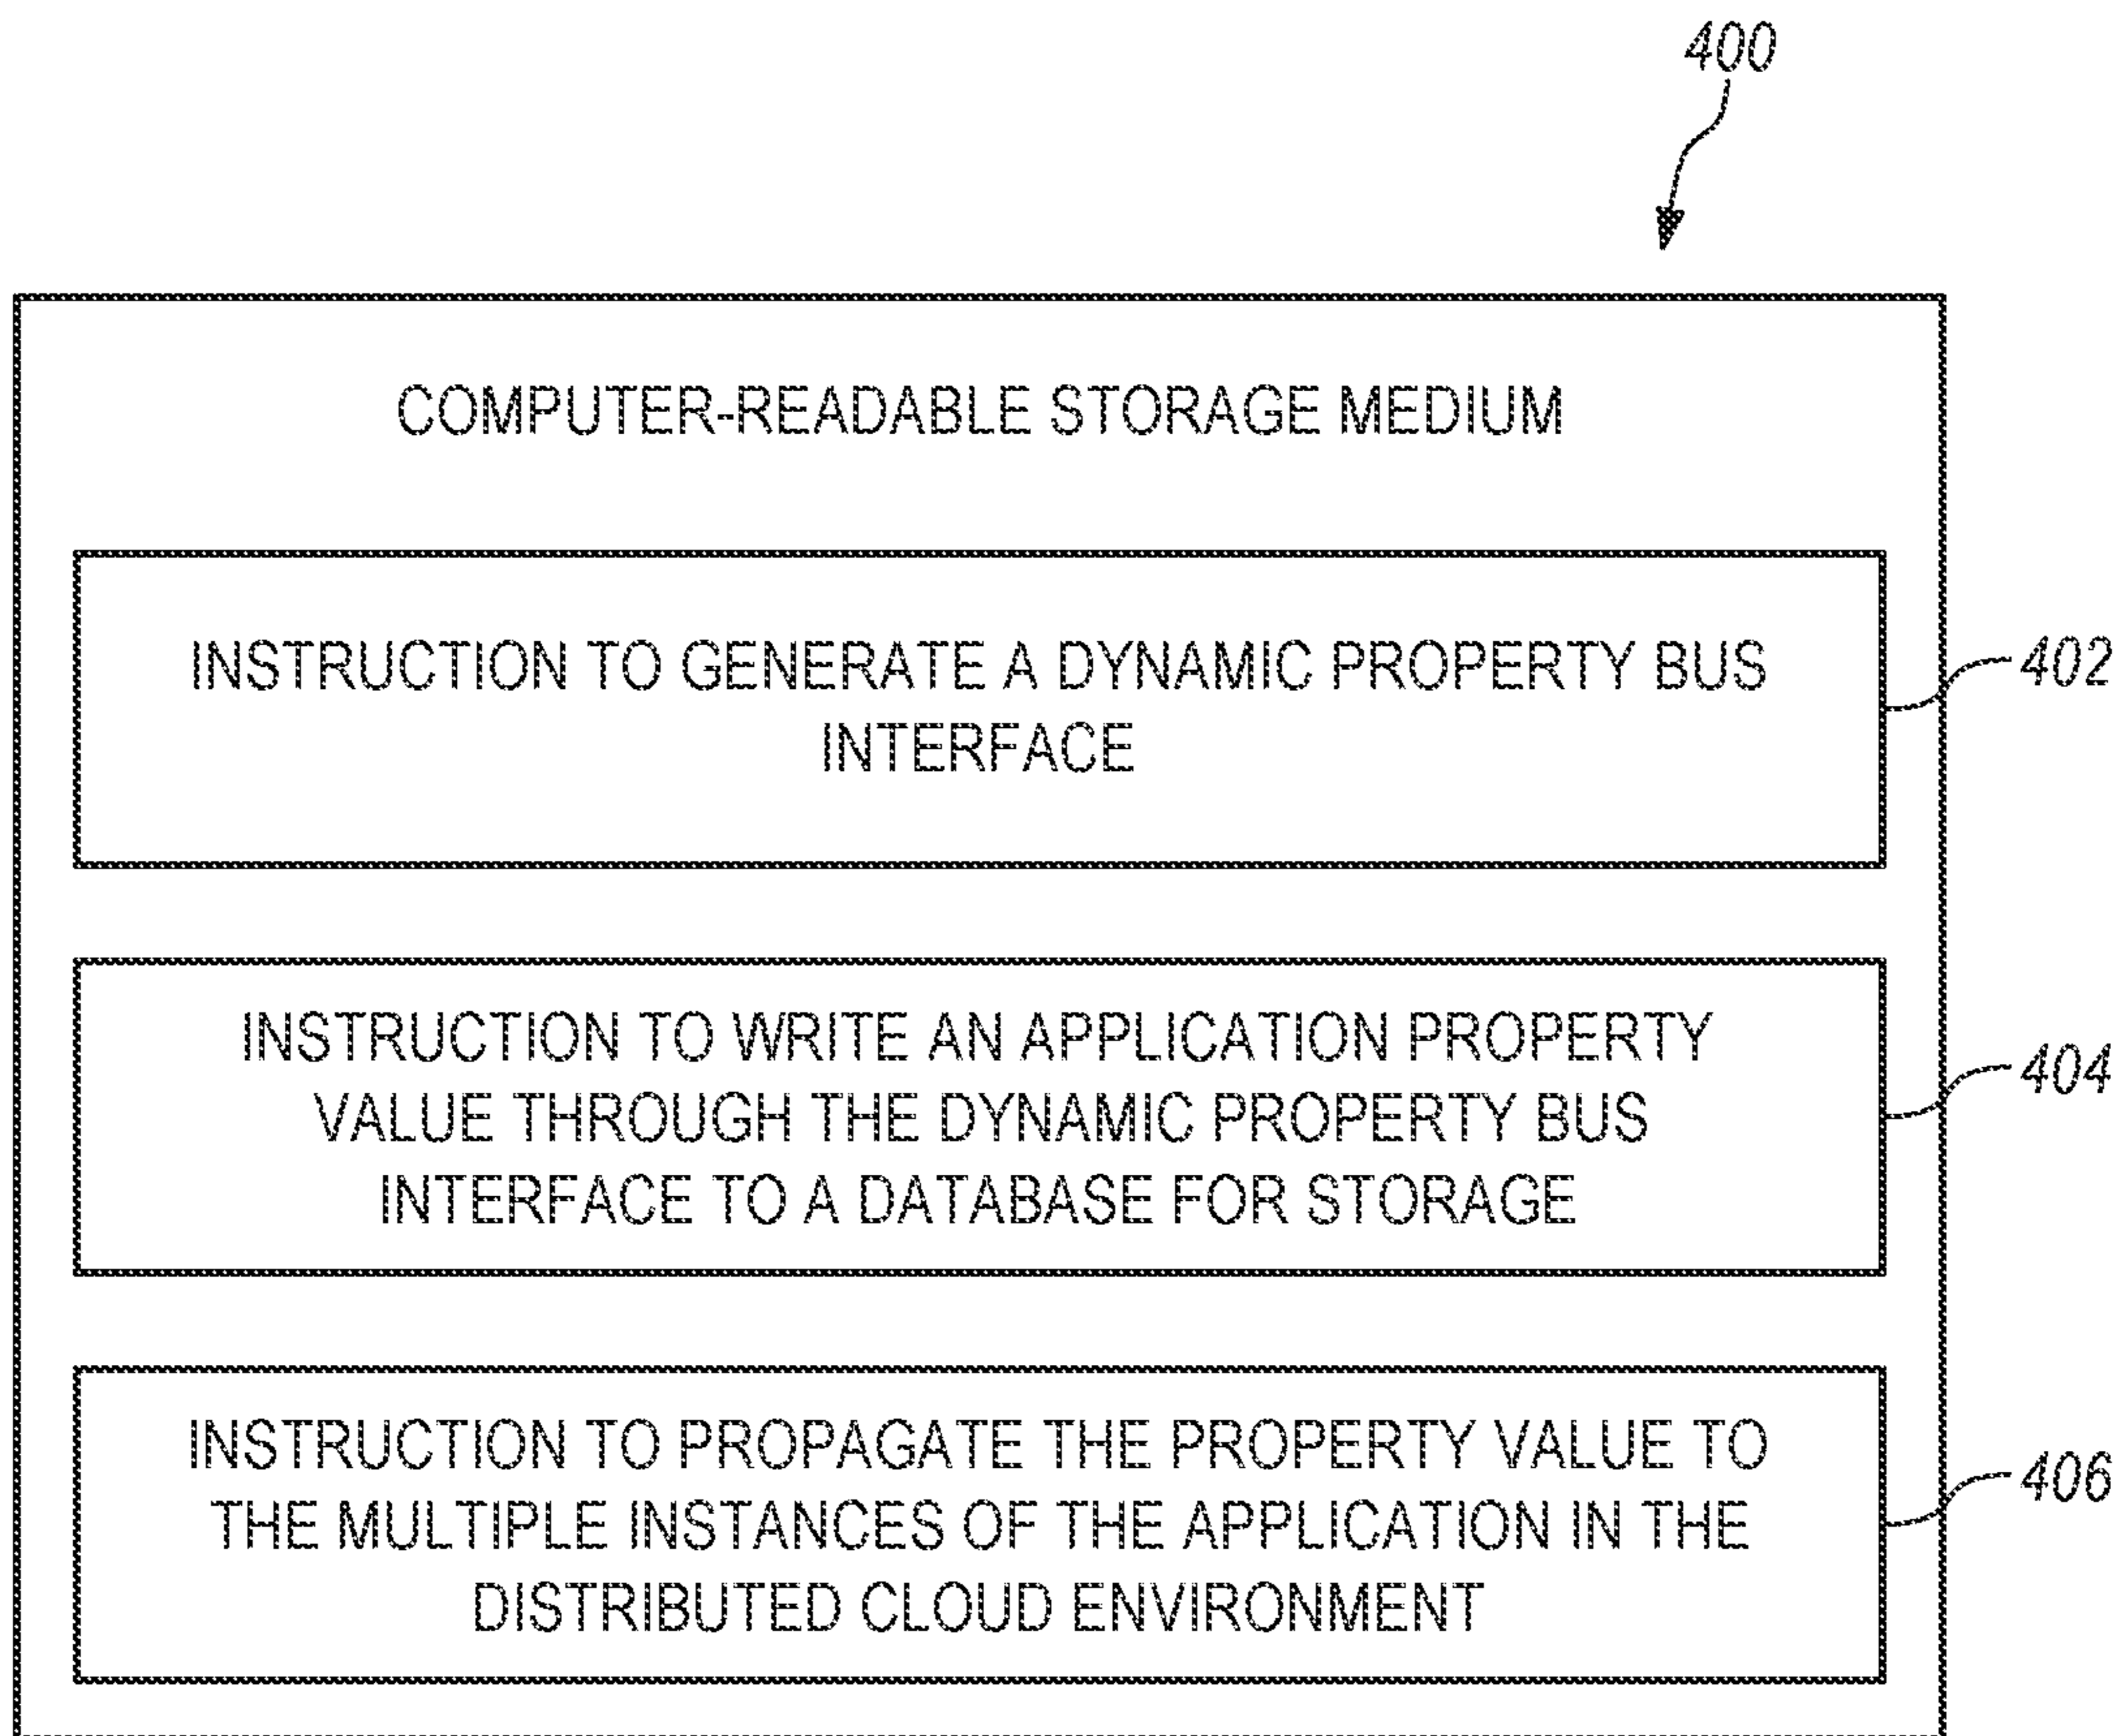 400
COMPUTER-READABLE STORAGE MEDIUM
INSTRUCTION TO GENERATE A DYNAMIC PROPERTY BUS
INTERFACE
402
INSTRUCTION TO WRITE AN APPLICATION PROPERTY
VALUE THROUGH THE DYNAMIC PROPERTY BUS
INTERFACE TO A DATABASE FOR STORAGE
404
INSTRUCTION TO PROPAGATE THE PROPERTY VALUE TO
THE MULTIPLE INSTANCES OF THE APPLICATION IN THE
DISTRIBUTED CLOUD ENVIRONMENT
406